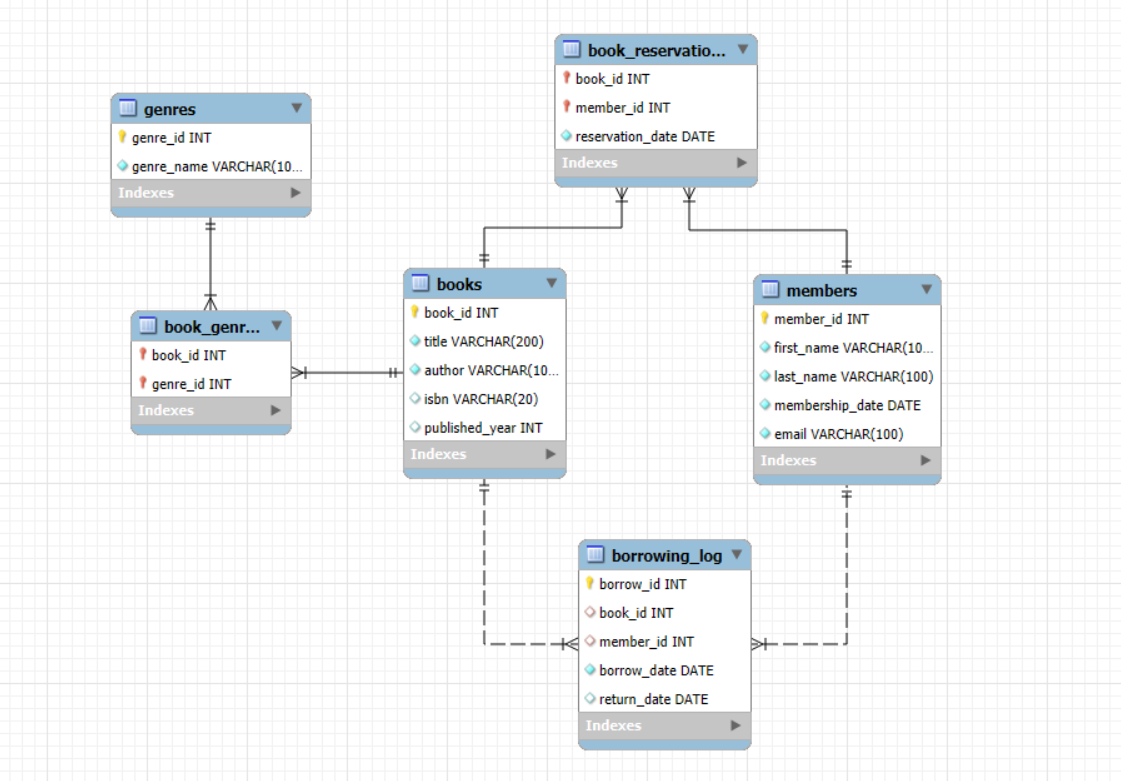 book_reservatio...
book_id INT
member_id INT
reservation_date DATE
Indexes
genres
genre_id INT
genre_name VARCHAR(10...
Indexes
book_genr...
book_id INT
genre_id INT
Indexes
books
book_id INT
title VARCHAR(200)
author VARCHAR(10...
isbn VARCHAR(20)
published_year INT
Indexes
members
member_id INT
first_name VARCHAR(10...
last_name VARCHAR(100)
membership_date DATE
email VARCHAR(100)
Indexes
borrowing_log
borrow_id INT
book_id INT
member_id INT
borrow_date DATE
return_date DATE
Indexes